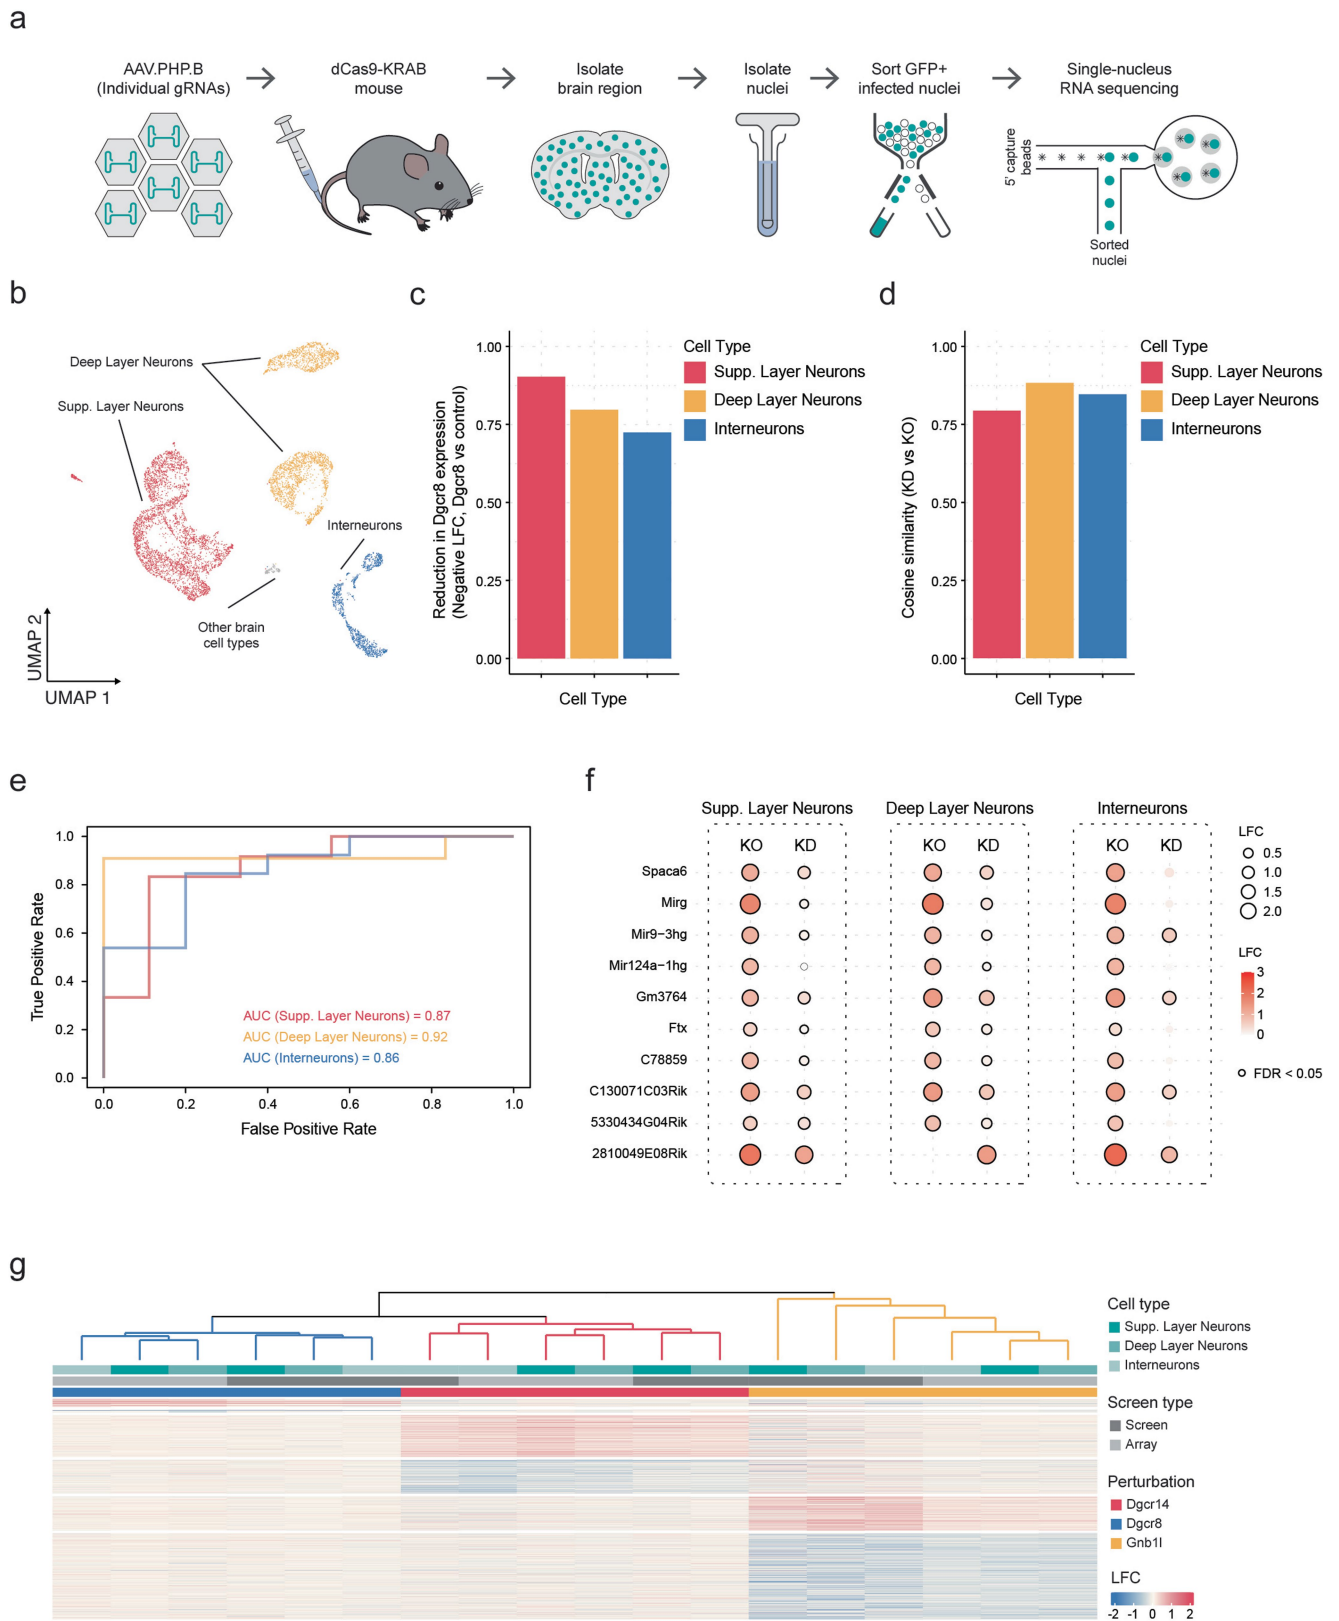 a
AAV.PHP.B
(Individual gRNAs)
dCas9-KRAB
mouse
Isolate
brain region
Isolate
nuclei
Sort GFP+
infected nuclei
Single-nucleus
RNA sequencing
5' capture
beads
Sorted
nuclei
b
Deep Layer Neurons
Supp. Layer Neurons
Interneurons
Other brain
cell types
UMAP 2
UMAP 1
c
Reduction in Dgcr8 expression
(Negative LFC, Dgcr8 vs control)
1.00
0.75
0.50
0.25
0.00
Cell Type
Cell Type
Supp. Layer Neurons
Deep Layer Neurons
Interneurons
d
Cosine similarity (KD vs KO)
1.00
0.75
0.50
0.25
0.00
Cell Type
Cell Type
Supp. Layer Neurons
Deep Layer Neurons
Interneurons
e
True Positive Rate
1.0
0.8
0.6
0.4
0.2
0.0
AUC (Supp. Layer Neurons) = 0.87
AUC (Deep Layer Neurons) = 0.92
AUC (Interneurons) = 0.86
0.0 0.2 0.4 0.6 0.8 1.0
False Positive Rate
f
Supp. Layer Neurons Deep Layer Neurons Interneurons
KO KD KO KD KO KD
Spaca6
Mirg
Mir9−3hg
Mir124a−1hg
Gm3764
Ftx
C78859
C130071C03Rik
5330434G04Rik
2810049E08Rik
LFC
0.5
1.0
1.5
2.0
LFC
3
2
1
0
FDR < 0.05
g
Cell type
Supp. Layer Neurons
Deep Layer Neurons
Interneurons
Screen type
Screen
Array
Perturbation
Dgcr14
Dgcr8
Gnb1l
LFC
-2 -1 0 1 2